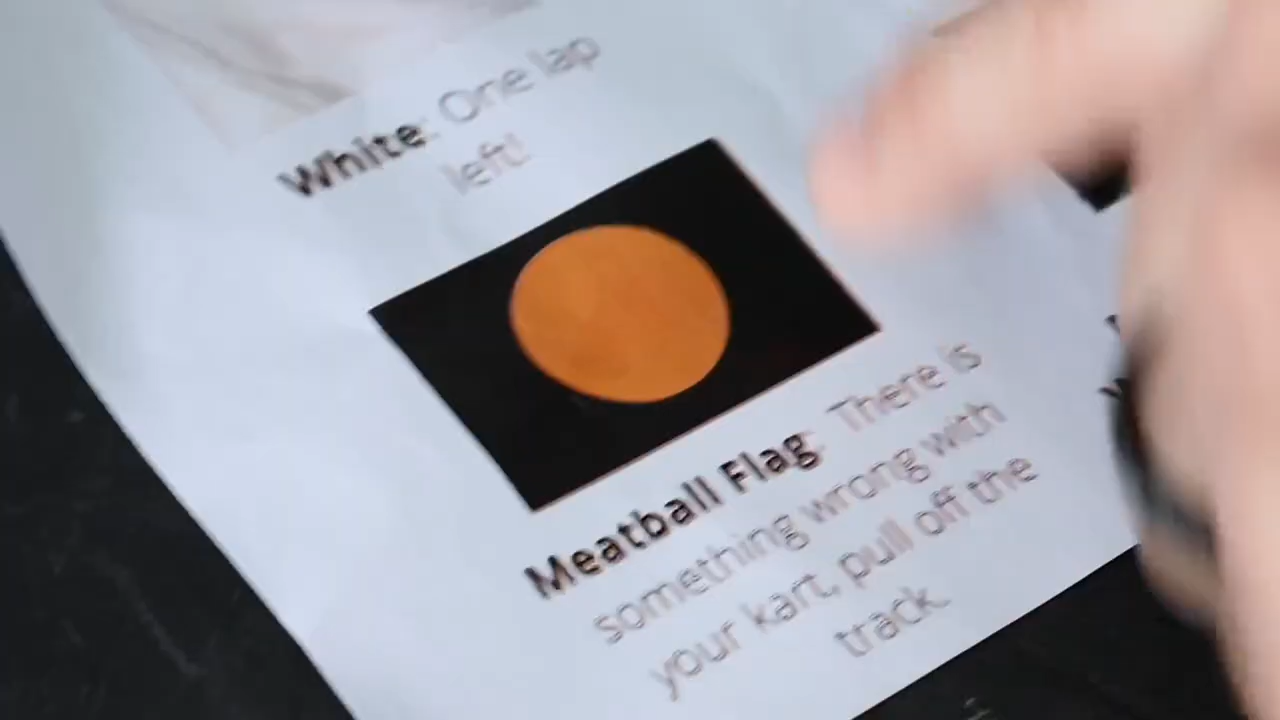 White: One lap
left!
Meatball Flag: There is
something wrong with
your kart, pull off the
track.